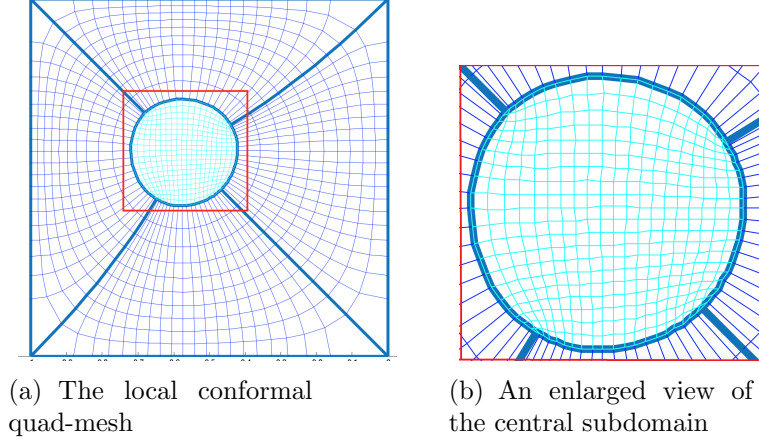 (a) The local conformal
quad-mesh
(b) An enlarged view of
the central subdomain